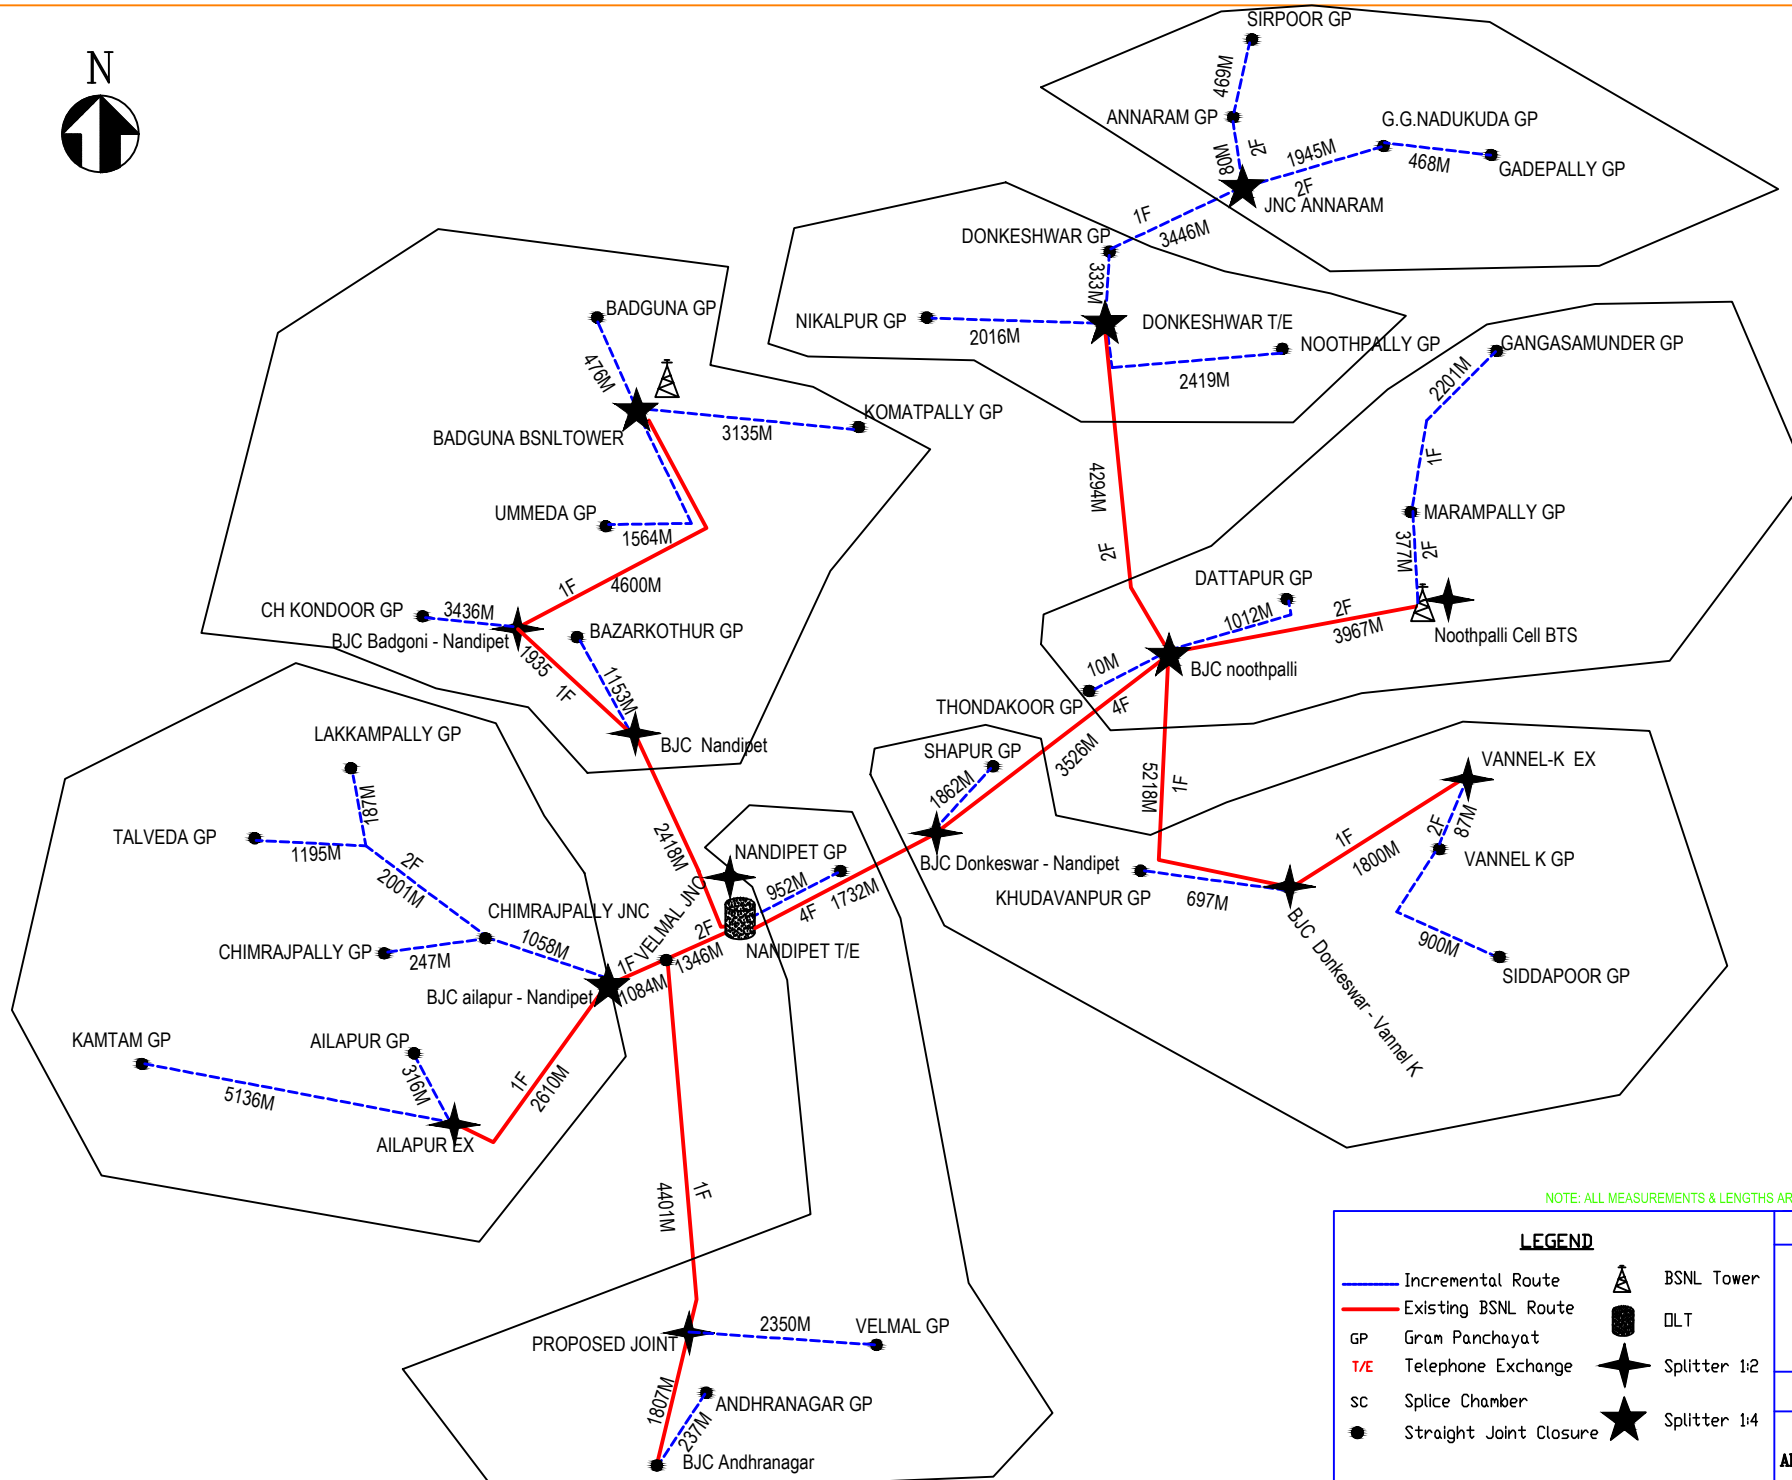 N
SIRPOOR GP
469M
ANNARAM GP
80M
2F
G.G.NADUKUDA GP
1945M
2F
468M
GADEPALLY GP
JNC ANNARAM
1F
3446M
DONKESHWAR GP
333M
NIKALPUR GP
2016M
DONKESHWAR T/E
NOOTHPALLY GP
2419M
GANGASAMUNDER GP
2201M
1F
MARAMPALLY GP
377M
2F
BADGUNA GP
476M
KOMATPALLY GP
3135M
BADGUNA BSNLTOWER
UMMEDA GP
1564M
1F
4600M
4294M
2F
DATTAPUR GP
1012M
2F
3967M
Noothpalli Cell BTS
CH KONDOOR GP
3436M
BJC Badgoni - Nandipet
BAZARKOTHUR GP
1935
1F
1153M
BJC Nandipet
10M
BJC noothpalli
THONDAKOOR GP
4F
3526M
SHAPUR GP
1862M
5218M
1F
VANNEL-K EX
LAKKAMPALLY GP
187M
TALVEDA GP
1195M
2F
2001M
2418M
NANDIPET GP
952M
4F
1732M
BJC Donkeswar - Nandipet
KHUDAVANPUR GP
697M
1F
1800M
2F
87M
VANNEL K GP
CHIMRAJPALLY JNC
VELMAL JNC
CHIMRAJPALLY GP
247M
1058M
1F
2F
1346M
NANDIPET T/E
BJC ailapur - Nandipet
1084M
BJC Donkeswar - Vannel K
900M
SIDDAPOOR GP
KAMTAM GP
AILAPUR GP
316M
5136M
1F
2610M
AILAPUR EX
4401M
1F
PROPOSED JOINT
2350M
VELMAL GP
1807M
237M
ANDHRANAGAR GP
BJC Andhranagar
NOTE: ALL MEASUREMENTS & LENGTHS AR
LEGEND
Incremental Route
BSNL Tower
Existing BSNL Route
OLT
GP Gram Panchayat
T/E Telephone Exchange
Splitter 1:2
SC Splice Chamber
Splitter 1:4
Straight Joint Closure